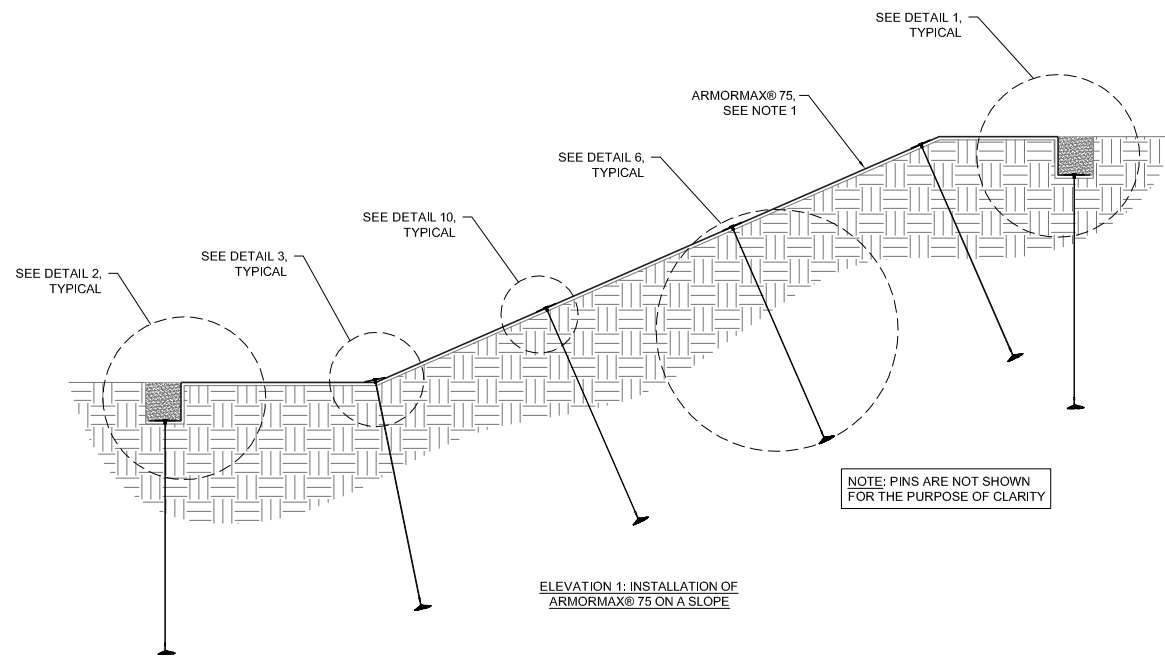 SEE DETAIL 1,
TYPICAL
ARMORMAX® 75,
SEE NOTE 1
SEE DETAIL 6,
TYPICAL
SEE DETAIL 10,
TYPICAL
SEE DETAIL 3,
TYPICAL
SEE DETAIL 2,
TYPICAL
NOTE: PINS ARE NOT SHOWN
FOR THE PURPOSE OF CLARITY
ELEVATION 1: INSTALLATION OF
ARMORMAX® 75 ON A SLOPE